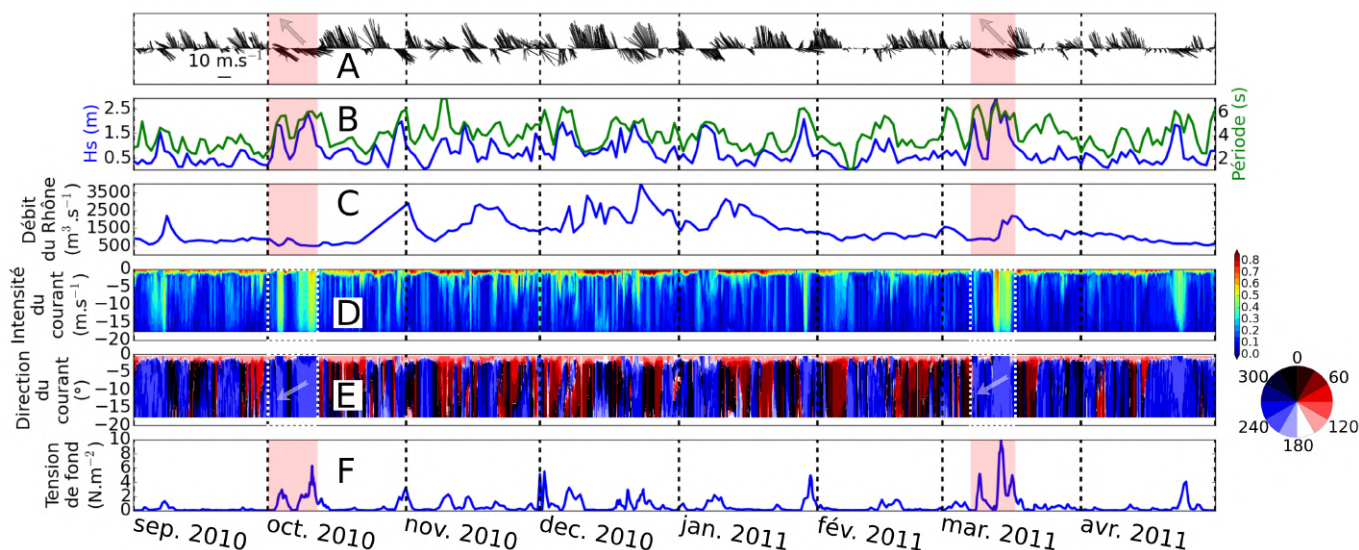 10 m.s⁻¹
A
Hs (m)
2.5
1.5
0.5
B
6
4
2
Période (s)
Débit
du Rhône
(m³.s⁻¹)
3500
2500
1500
500
C
Intensité
du
courant
(m.s⁻¹)
0
−5
−10
−15
−20
D
0.8
0.7
0.6
0.5
0.4
0.3
0.2
0.1
0.0
Direction
du
courant
(°)
0
−5
−10
−15
−20
E
0
300
60
240
120
180
Tension
de fond
(N.m⁻²)
10
8
6
4
2
0
F
sep. 2010
oct. 2010
nov. 2010
dec. 2010
jan. 2011
fév. 2011
mar. 2011
avr. 2011